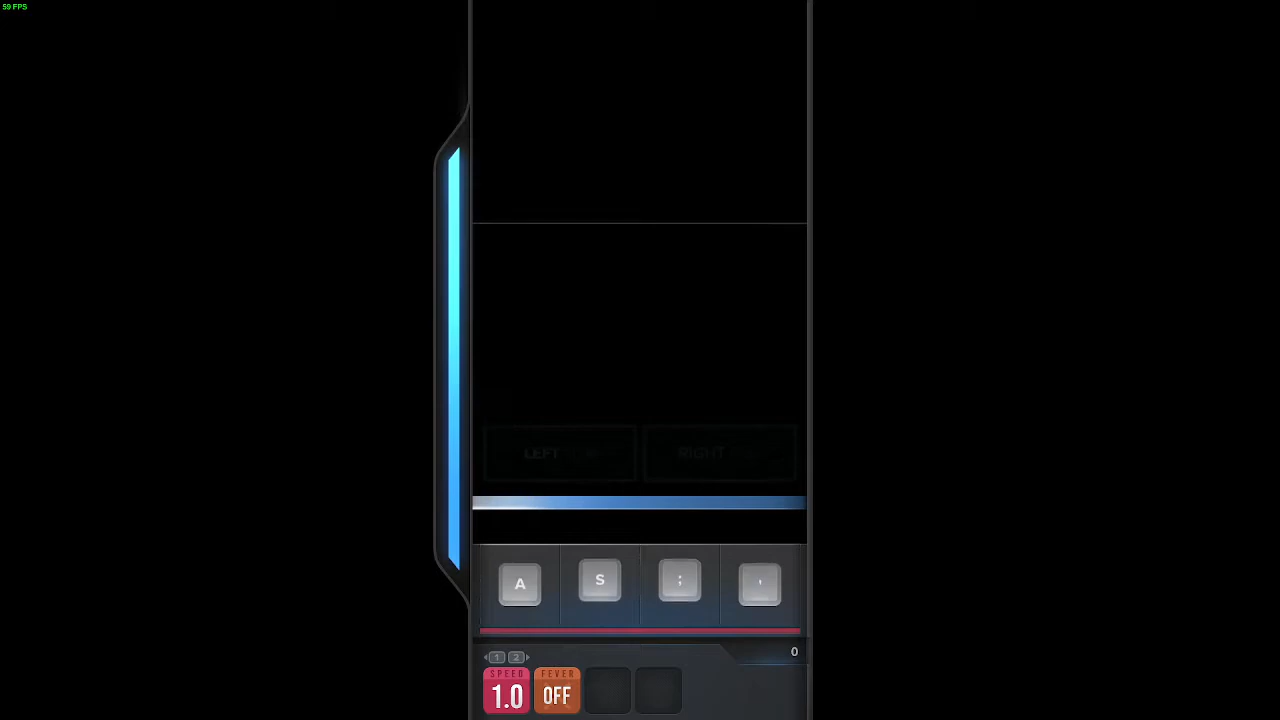 59 FPS
LEFT
RIGHT
A S ; '
0
1 2
SPEED FEVER
1.0 OFF